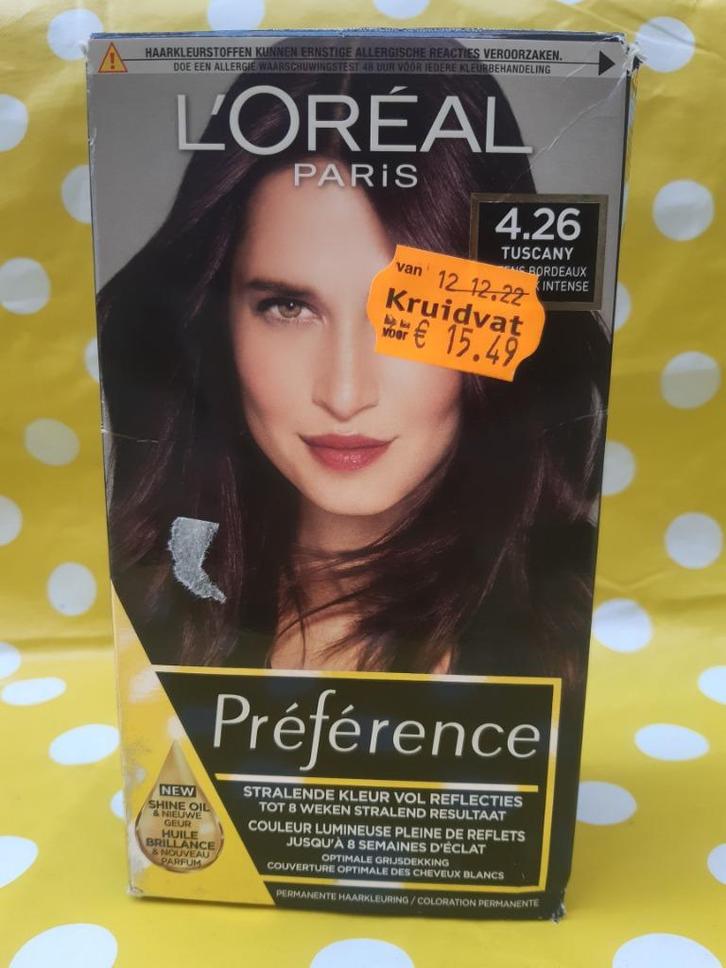 HAARKLEURSTOFFEN KUNNEN ERNSTIGE ALLERGISCHE REACTIES VEROORZAKEN.
DOE EEN ALLERGIE WAARSCHUWINGSTEST 48 UUR VÓÓR IEDERE KLEURBEHANDELING
L'ORÉAL
PARiS
4.26
TUSCANY
BORDEAUX
INTENSE
van 12 12.22
Kruidvat
voor € 15.49
Préférence
NEW
SHINE OIL
& NIEUWE
GEUR
HUILE
BRILLANCE
& NOUVEAU
PARFUM
STRALENDE KLEUR VOL REFLECTIES
TOT 8 WEKEN STRALEND RESULTAAT
COULEUR LUMINEUSE PLEINE DE REFLETS
JUSQU'À 8 SEMAINES D'ÉCLAT
OPTIMALE GRIJSDEKKING
COUVERTURE OPTIMALE DES CHEVEUX BLANCS
PERMANENTE HAARKLEURING / COLORATION PERMANENTE